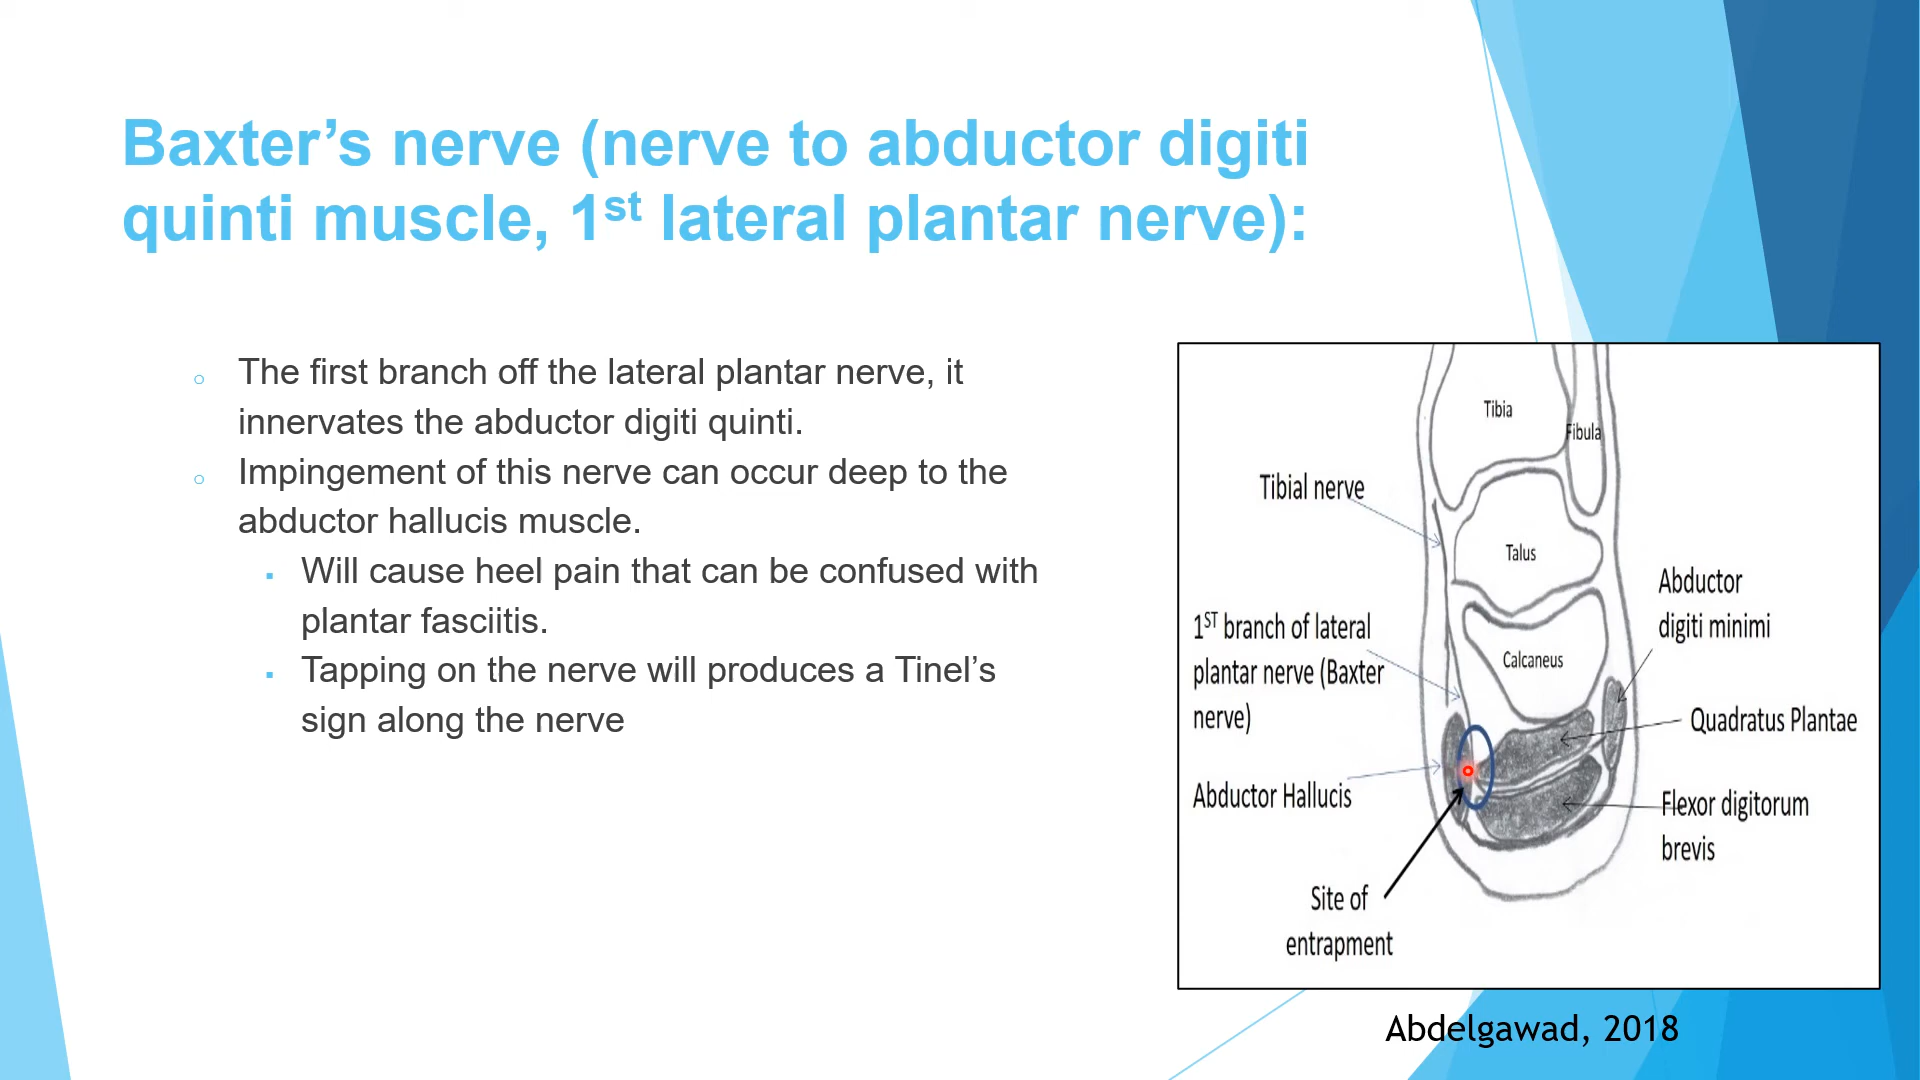 Baxter’s nerve (nerve to abductor digiti
quinti muscle, 1st lateral plantar nerve):
The first branch off the lateral plantar nerve, it
innervates the abductor digiti quinti.
Impingement of this nerve can occur deep to the
abductor hallucis muscle.
Will cause heel pain that can be confused with
plantar fasciitis.
Tapping on the nerve will produces a Tinel’s
sign along the nerve
Tibia
Fibula
Tibial nerve
Talus
Abductor
digiti minimi
1ST branch of lateral
plantar nerve (Baxter
nerve)
Calcaneus
Quadratus Plantae
Abductor Hallucis
Flexor digitorum
brevis
Site of
entrapment
Abdelgawad, 2018